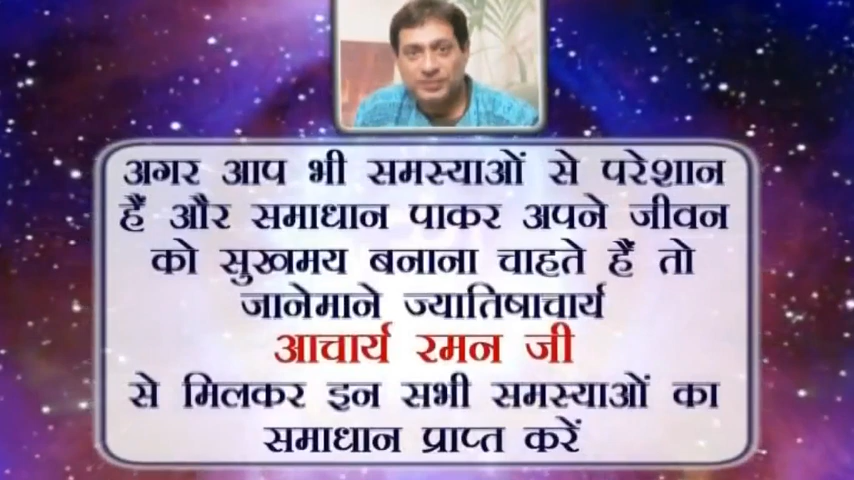 अगर आप भी समस्याओं से परेशान
हैं और समाधान पाकर अपने जीवन
को सुखमय बनाना चाहते हैं तो
जानेमाने ज्यातिषाचार्य
आचार्य रमन जी
से मिलकर इन सभी समस्याओं का
समाधान प्राप्त करें